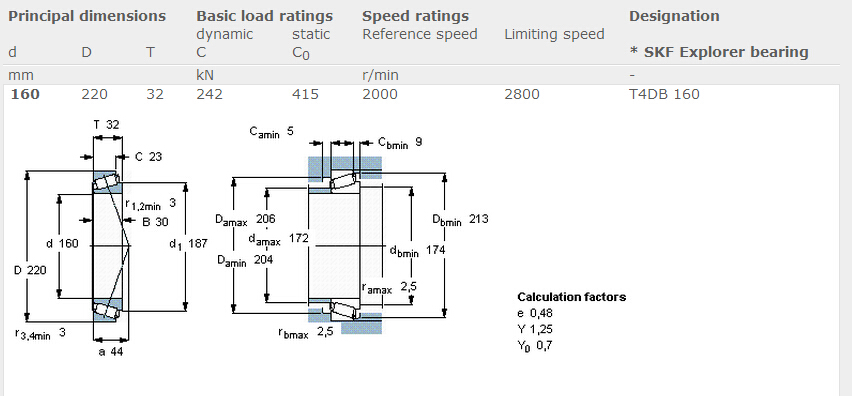 Principal dimensions Basic load ratings Speed ratings Designation
dynamic static Reference speed Limiting speed
d D T C C0 * SKF Explorer bearing
mm kN r/min -
160 220 32 242 415 2000 2800 T4DB 160
T 32
C 23
r1,2min 3
B 30
d 160
d1 187
D 220
r3,4min 3
a 44
Camin 5
Cbmin 9
Damax 206
damax 172
Damin 204
Dbmin 213
dbmin 174
ramax 2,5
rbmax 2,5
Calculation factors
e 0,48
Y 1,25
Y0 0,7